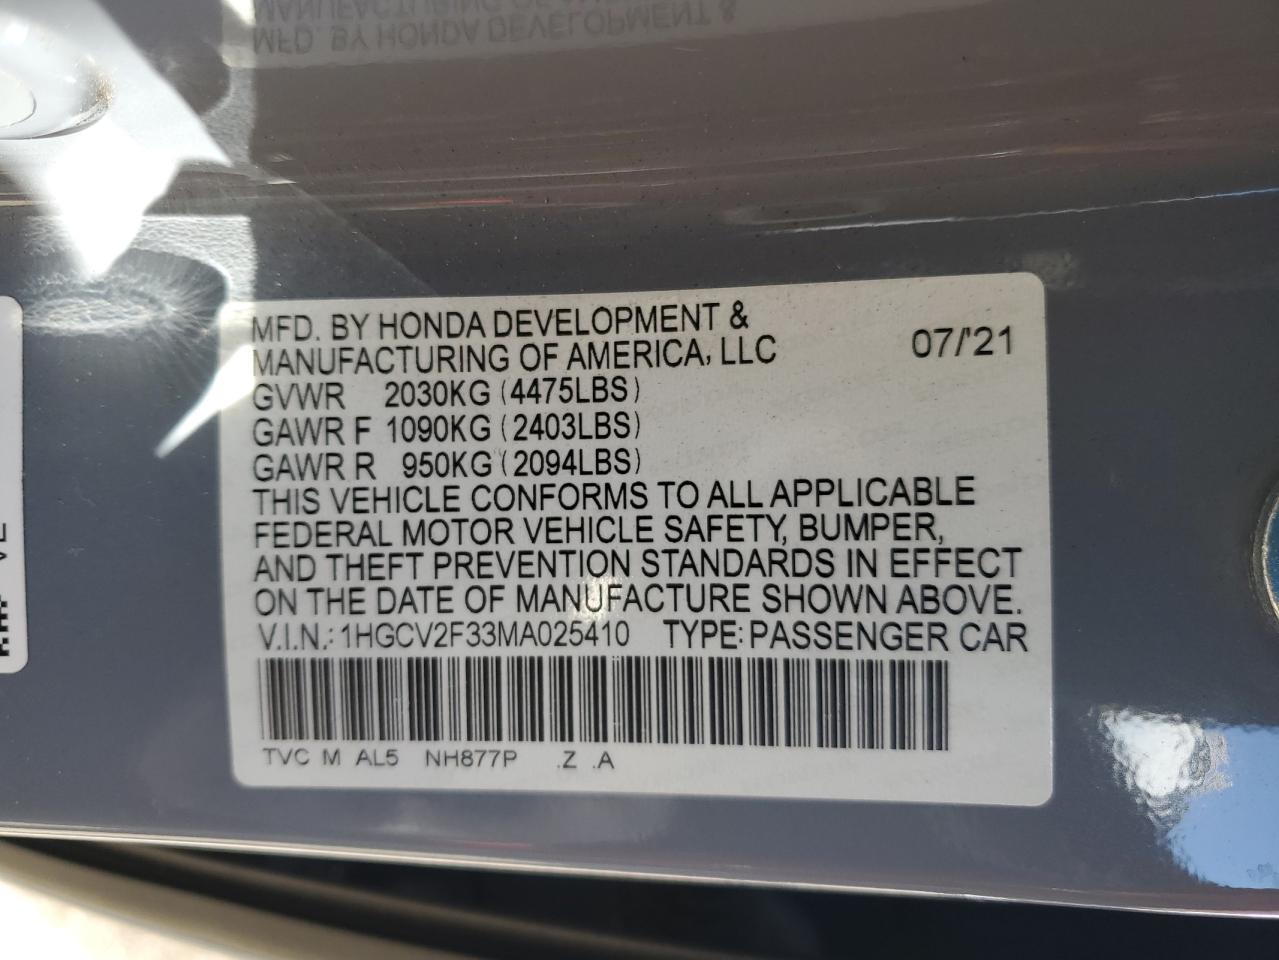 MFD. BY HONDA DEVELOPMENT &
MANUFACTURING OF AMERICA, LLC 07/'21
GVWR 2030KG (4475LBS)
GAWR F 1090KG (2403LBS)
GAWR R 950KG (2094LBS)
THIS VEHICLE CONFORMS TO ALL APPLICABLE
FEDERAL MOTOR VEHICLE SAFETY, BUMPER,
AND THEFT PREVENTION STANDARDS IN EFFECT
ON THE DATE OF MANUFACTURE SHOWN ABOVE.
V.I.N.: 1HGCV2F33MA025410 TYPE: PASSENGER CAR
TVC M AL5 NH877P .Z .A